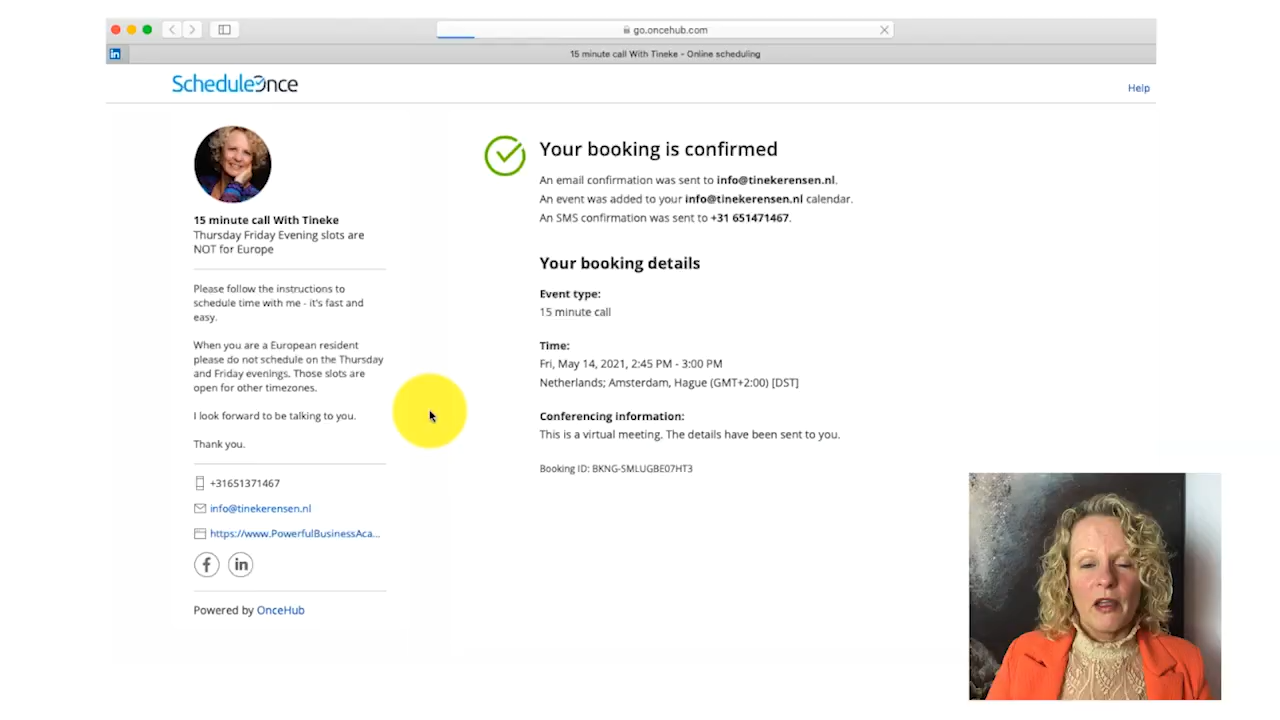 go.oncehub.com
15 minute call With Tineke - Online scheduling
ScheduleOnce
Help
15 minute call With Tineke
Thursday Friday Evening slots are
NOT for Europe
Please follow the instructions to
schedule time with me - it's fast and
easy.
When you are a European resident
please do not schedule on the Thursday
and Friday evenings. Those slots are
open for other timezones.
I look forward to be talking to you.
Thank you.
+31651371467
info@tinekerensen.nl
https://www.PowerfulBusinessAca...
Powered by OnceHub
Your booking is confirmed
An email confirmation was sent to info@tinekerensen.nl.
An event was added to your info@tinekerensen.nl calendar.
An SMS confirmation was sent to +31 651471467.
Your booking details
Event type:
15 minute call
Time:
Fri, May 14, 2021, 2:45 PM - 3:00 PM
Netherlands; Amsterdam, Hague (GMT+2:00) [DST]
Conferencing information:
This is a virtual meeting. The details have been sent to you.
Booking ID: BKNG-SMLUGBE07HT3